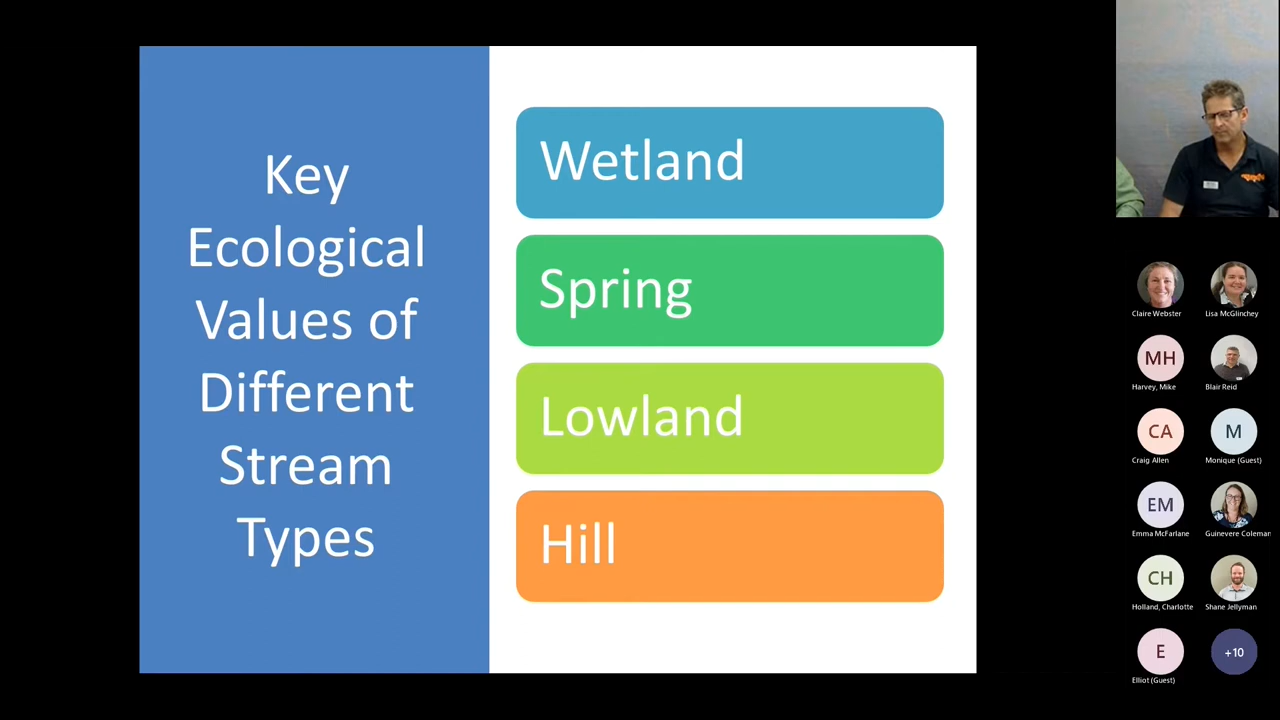 Key
Ecological
Values of
Different
Stream
Types
Wetland
Spring
Lowland
Hill
Claire Webster
Lisa McGlinchey
MH
Harvey, Mike
Blair Reid
CA
Craig Allen
M
Monique (Guest)
EM
Emma McFarlane
Guinevere Coleman
CH
Holland, Charlotte
Shane Jellyman
E
Elliot (Guest)
+10